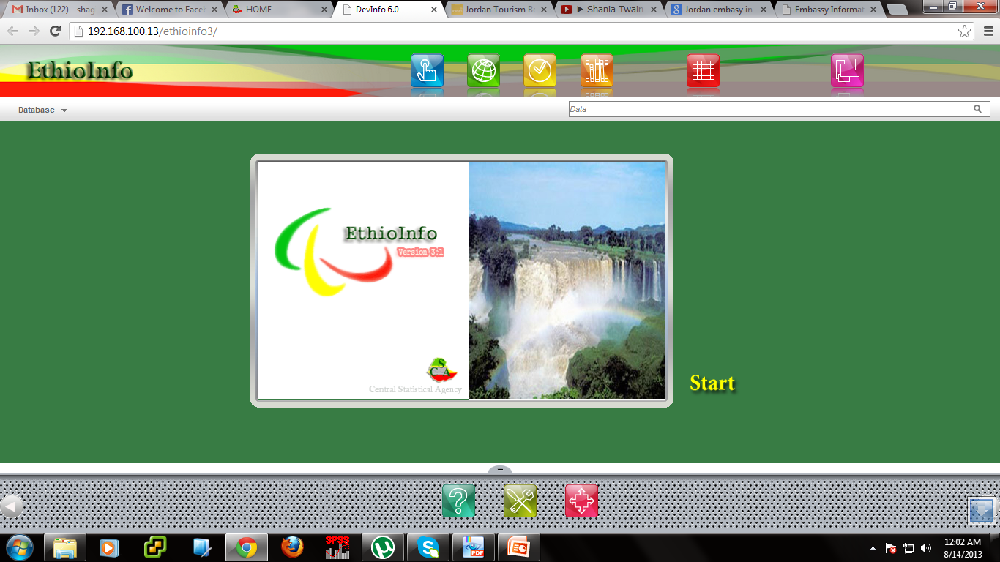 Inbox (122) - shag
Welcome to Faceb
HOME
DevInfo 6.0 -
Jordan Tourism Bo
► Shania Twain
Jordan embasy in
Embassy Informat
192.168.100.13/ethioinfo3/
EthioInfo
Database
Data
EthioInfo
Version 3.1
CSA
Central Statistical Agency
Start
SPSS
PDF
12:02 AM
8/14/2013